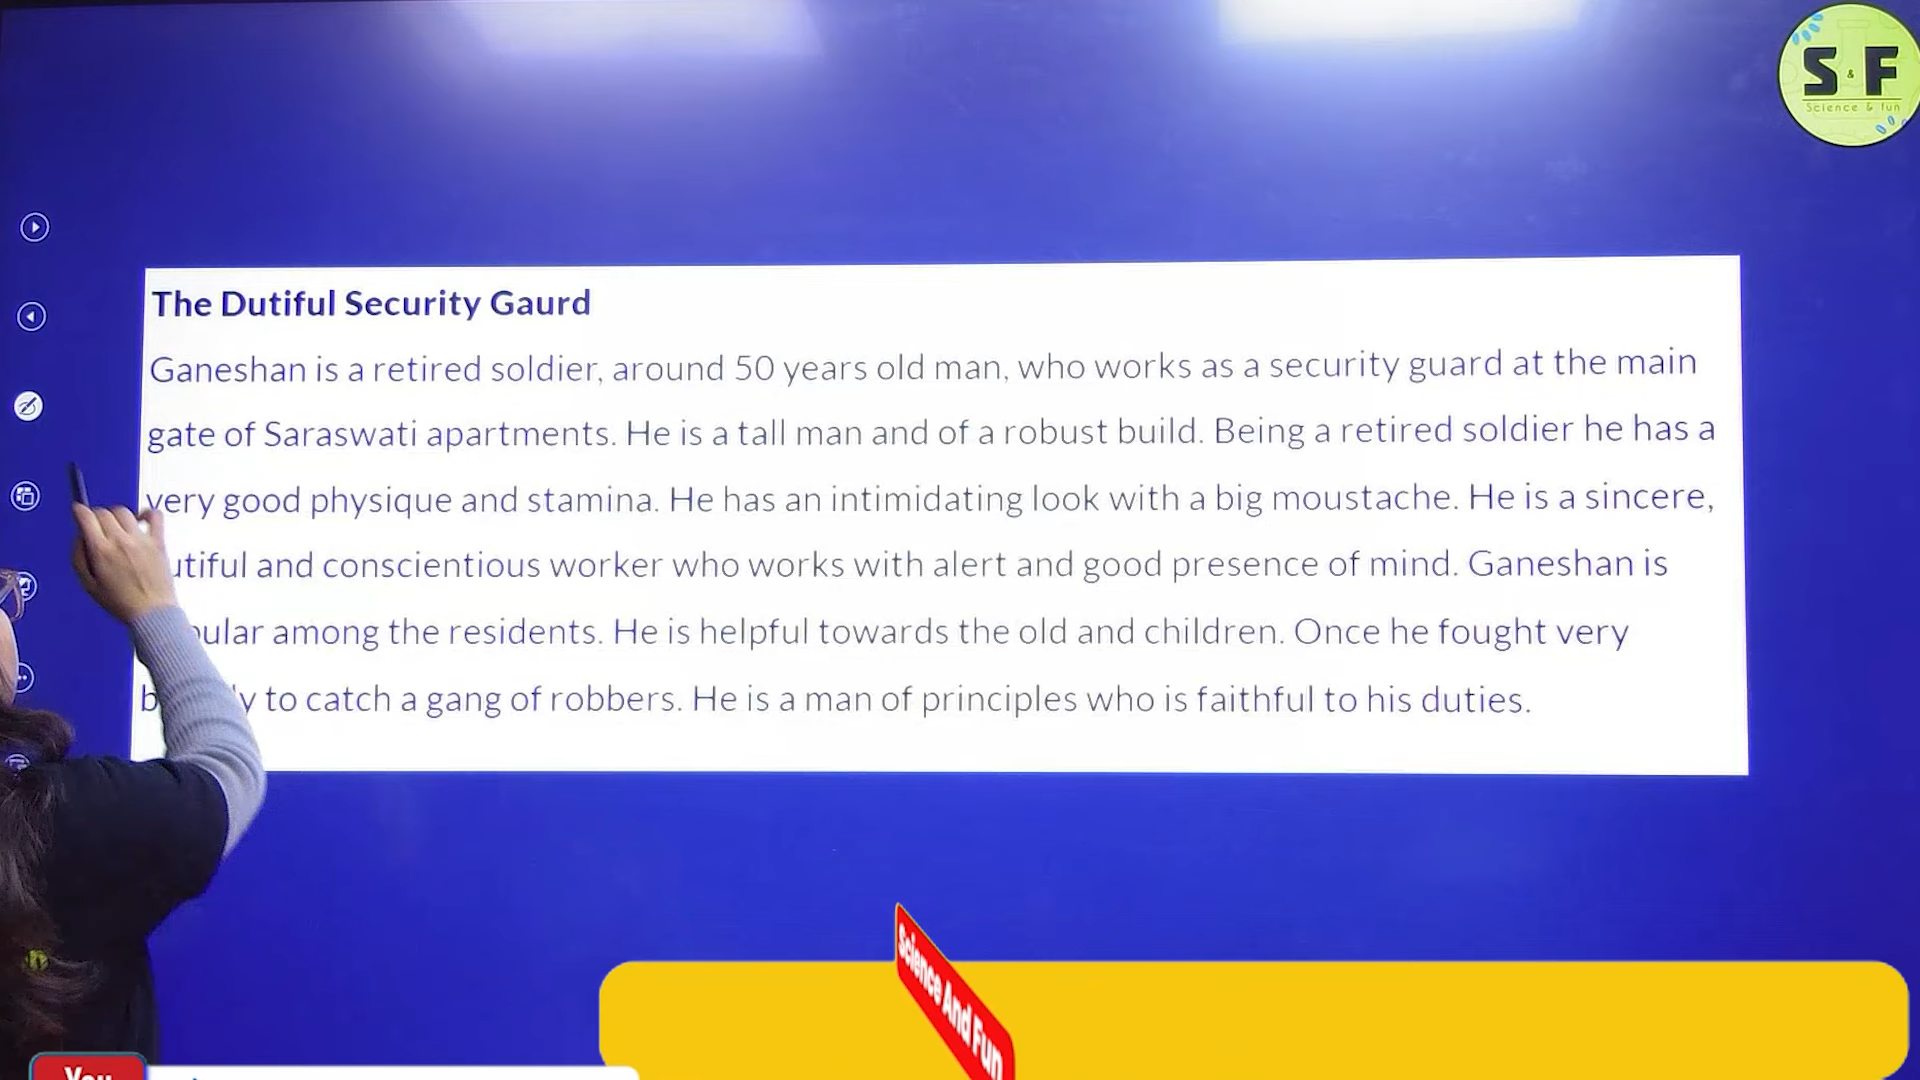 S & F
Science & fun
The Dutiful Security Gaurd
Ganeshan is a retired soldier, around 50 years old man, who works as a security guard at the main
gate of Saraswati apartments. He is a tall man and of a robust build. Being a retired soldier he has a
very good physique and stamina. He has an intimidating look with a big moustache. He is a sincere,
and conscientious worker who works with alert and good presence of mind. Ganeshan is
among the residents. He is helpful towards the old and children. Once he fought very
to catch a gang of robbers. He is a man of principles who is faithful to his duties.
Science And Fun
You